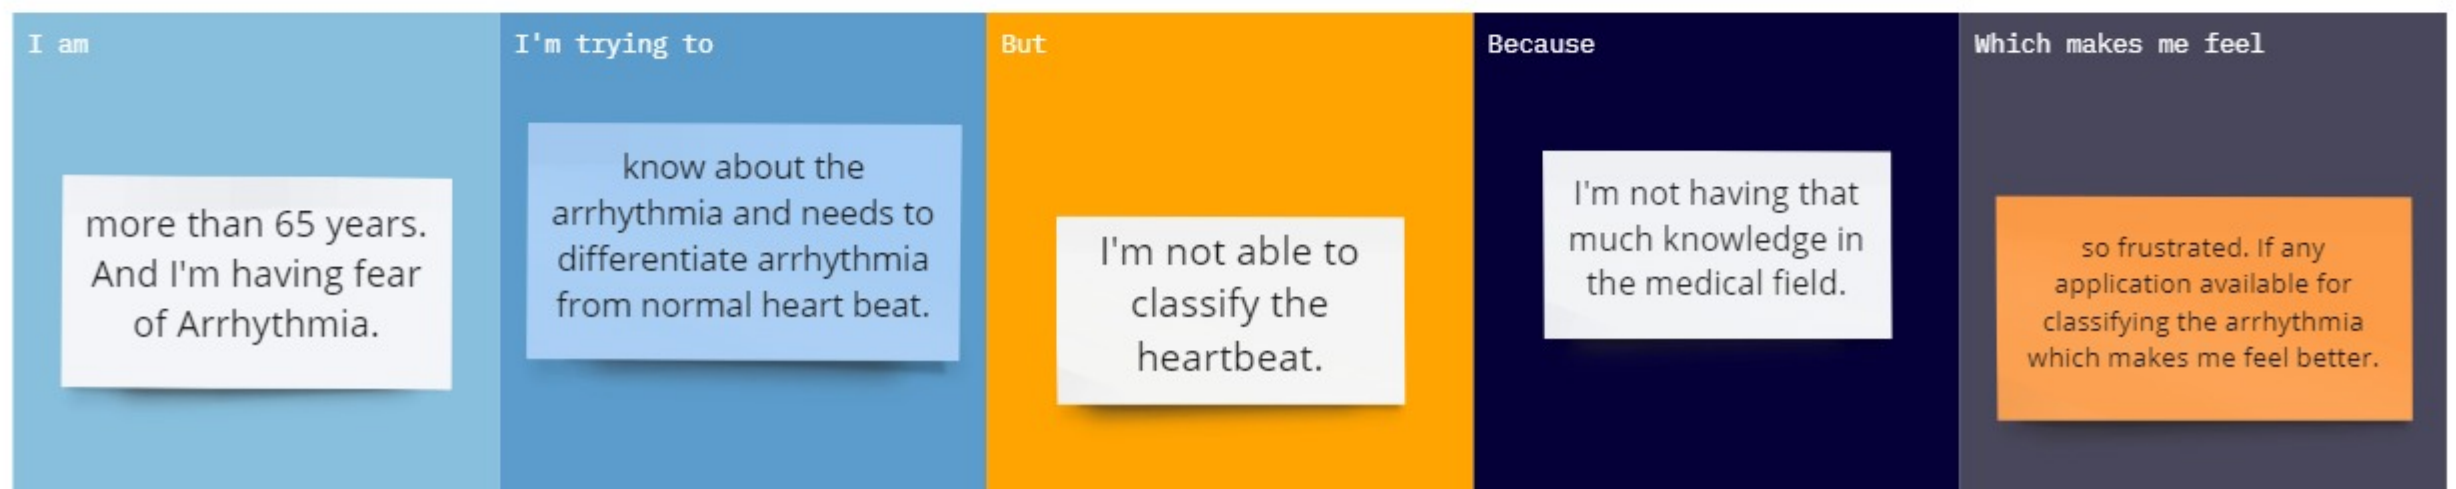 I am
more than 65 years.
And I'm having fear
of Arrhythmia.
I'm trying to
know about the
arrhythmia and needs to
differentiate arrhythmia
from normal heart beat.
But
I'm not able to
classify the
heartbeat.
Because
I'm not having that
much knowledge in
the medical field.
Which makes me feel
so frustrated. If any
application available for
classifying the arrhythmia
which makes me feel better.